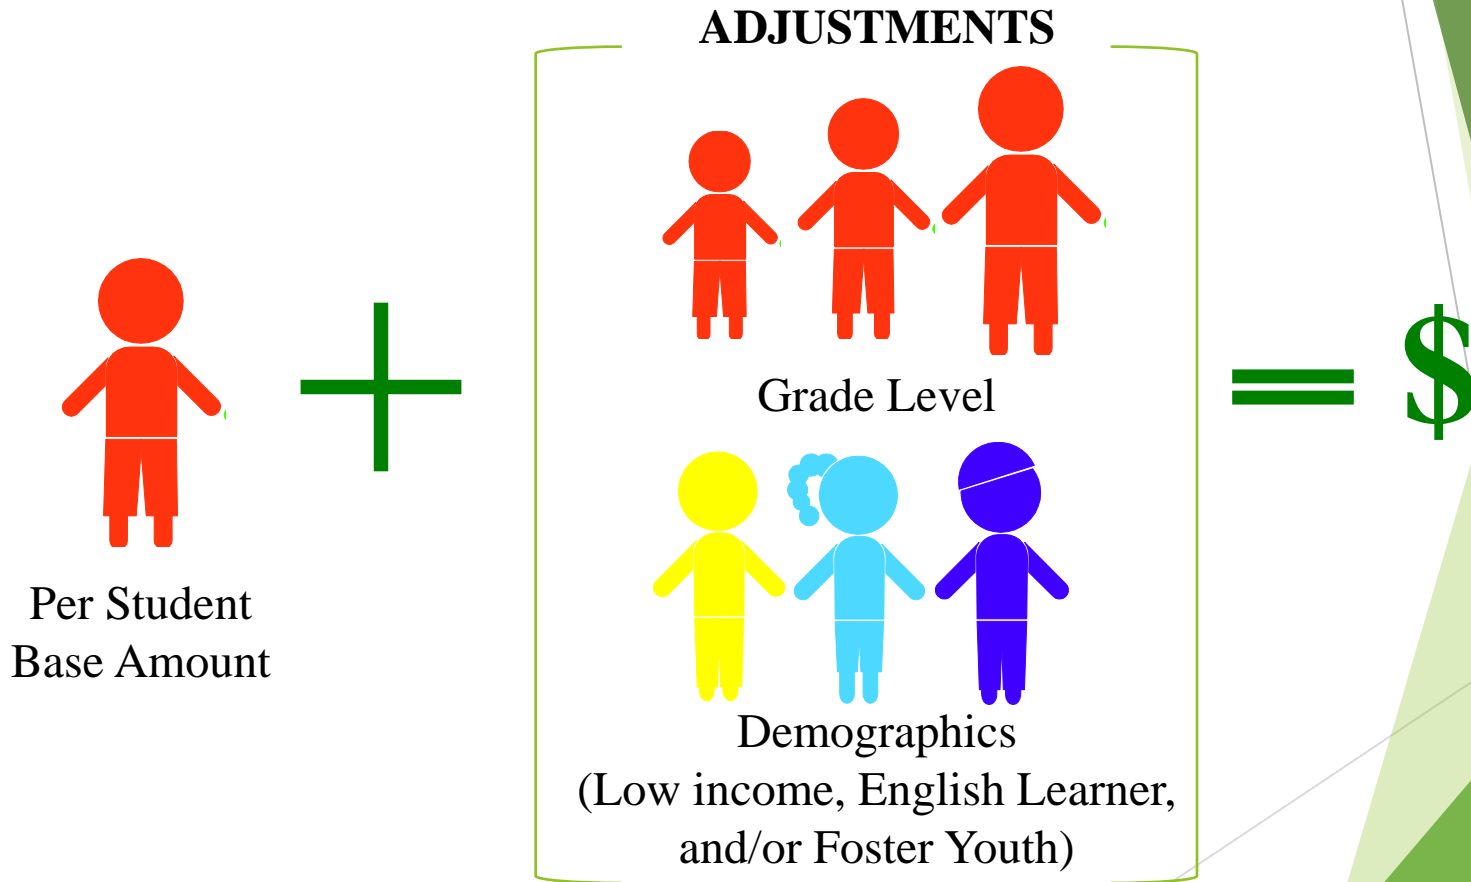 ADJUSTMENTS
Grade Level
$
Per Student
Base Amount
Demographics
(Low income, English Learner,
and/or Foster Youth)